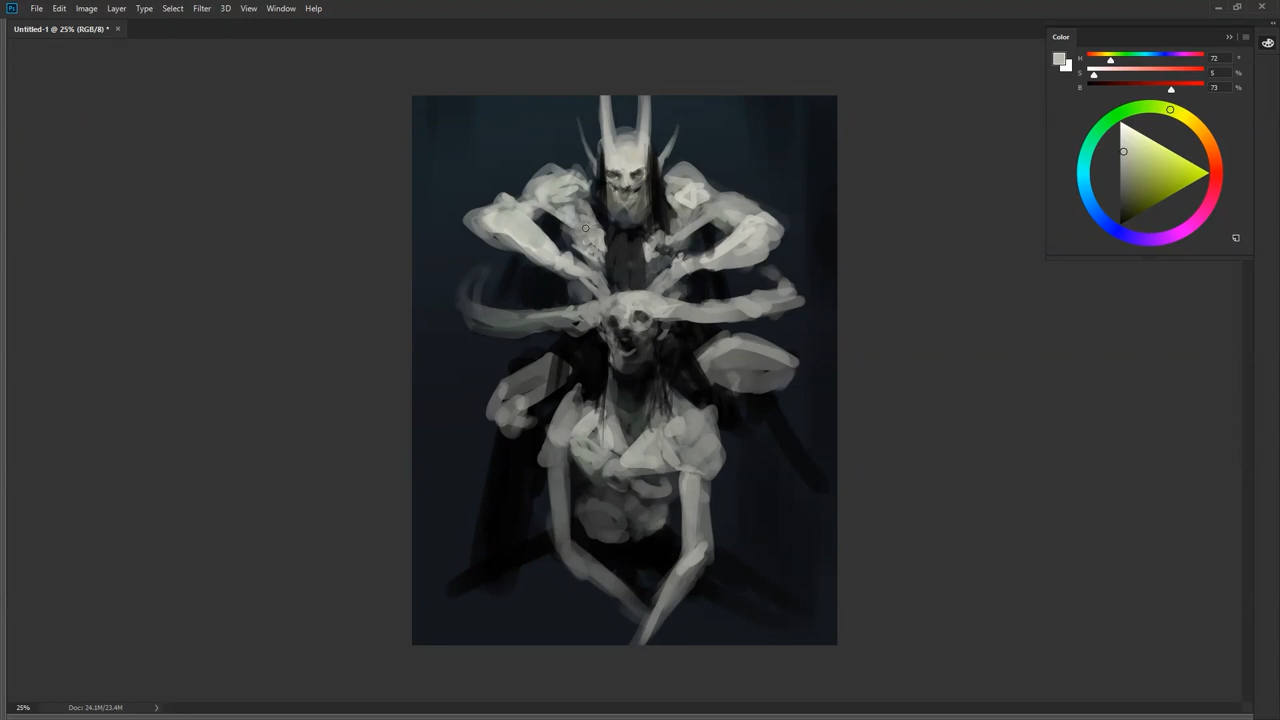 Ps File Edit Image Layer Type Select Filter 3D View Window Help
Untitled-1 @ 25% (RGB/8) * ×
Color
H 72 °
S 5 %
B 73 %
25% Doc: 24.1M/23.4M